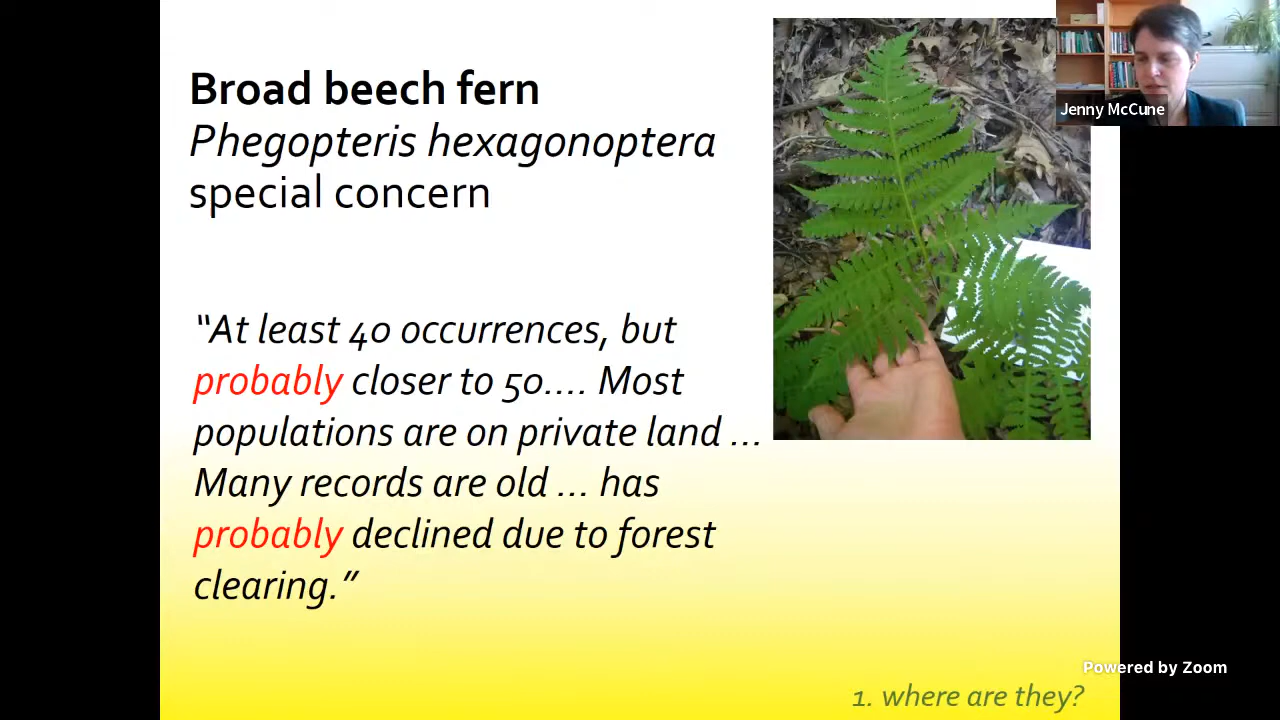 Broad beech fern
Phegopteris hexagonoptera
special concern
“At least 40 occurrences, but
probably closer to 50.... Most
populations are on private land ...
Many records are old ... has
probably declined due to forest
clearing.”
1. where are they?
Jenny McCune
Powered by Zoom